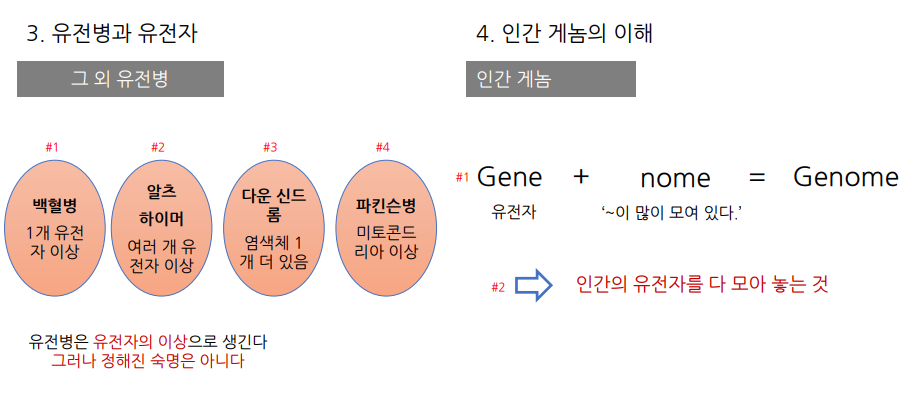 3. 유전병과 유전자
그 외 유전병
#1
백혈병
1개 유전
자 이상
#2
알츠
하이머
여러 개 유
전자 이상
#3
다운 신드
롬
염색체 1
개 더 있음
#4
파킨슨병
미토콘드
리아 이상
유전병은 유전자의 이상으로 생긴다
그러나 정해진 숙명은 아니다
4. 인간 게놈의 이해
인간 게놈
#1 Gene + nome = Genome
유전자 ‘~이 많이 모여 있다.’
#2 인간의 유전자를 다 모아 놓는 것